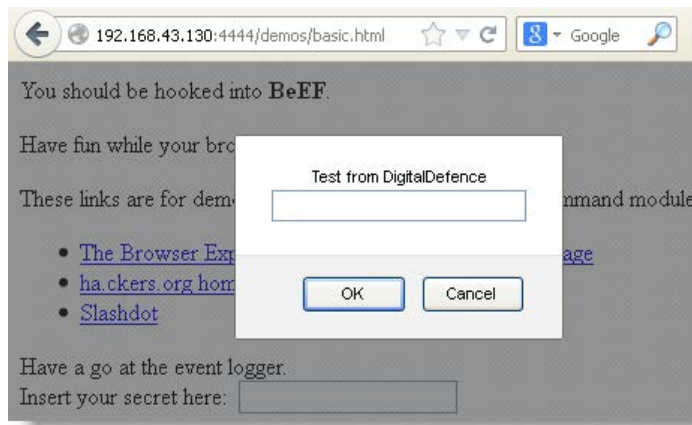 192.168.43.130:4444/demos/basic.html
Google
You should be hooked into BeEF.
Have fun while your bro
Test from DigitalDefence
These links are for dem
mmand module
The Browser Exp
age
ha.ckers.org hom
OK
Cancel
Slashdot
Have a go at the event logger.
Insert your secret here: